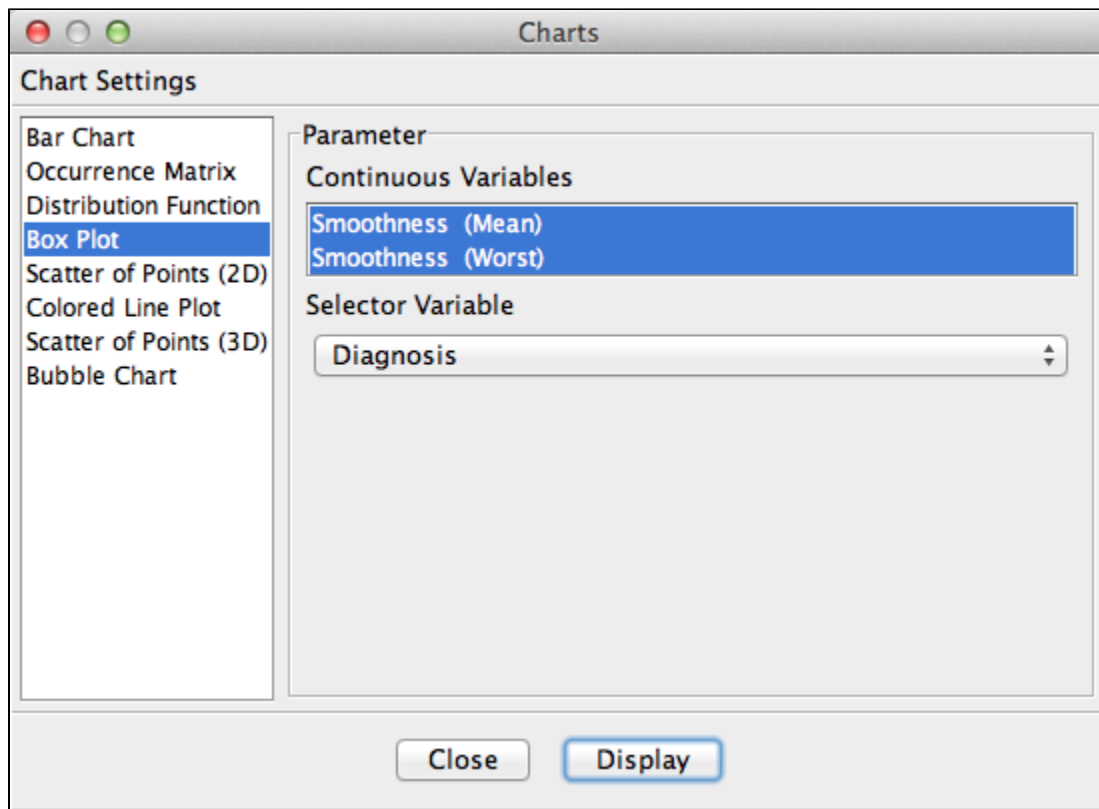 Charts
Chart Settings
Bar Chart
Occurrence Matrix
Distribution Function
Box Plot
Scatter of Points (2D)
Colored Line Plot
Scatter of Points (3D)
Bubble Chart
Parameter
Continuous Variables
Smoothness (Mean)
Smoothness (Worst)
Selector Variable
Diagnosis
Close
Display